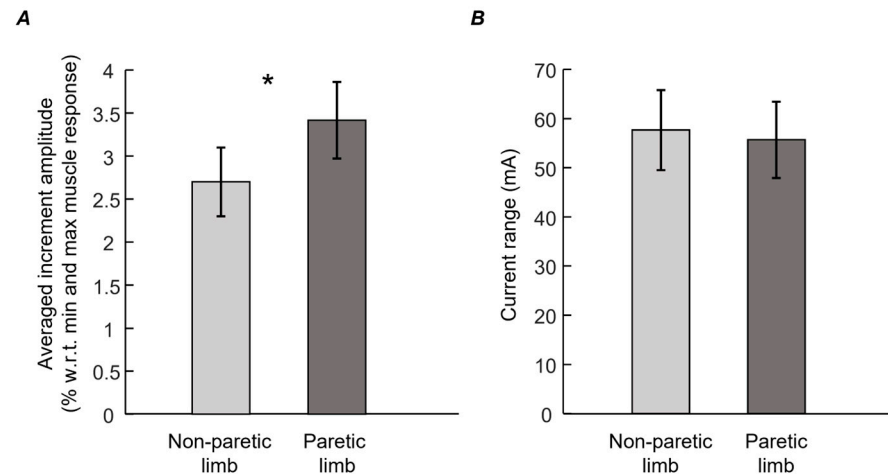 A
Averaged increment amplitude
(% w.r.t. min and max muscle response)
4
3.5
3
2.5
2
1.5
1
0.5
0
*
Non-paretic
limb
Paretic
limb
B
Current range (mA)
70
60
50
40
30
20
10
0
Non-paretic
limb
Paretic
limb